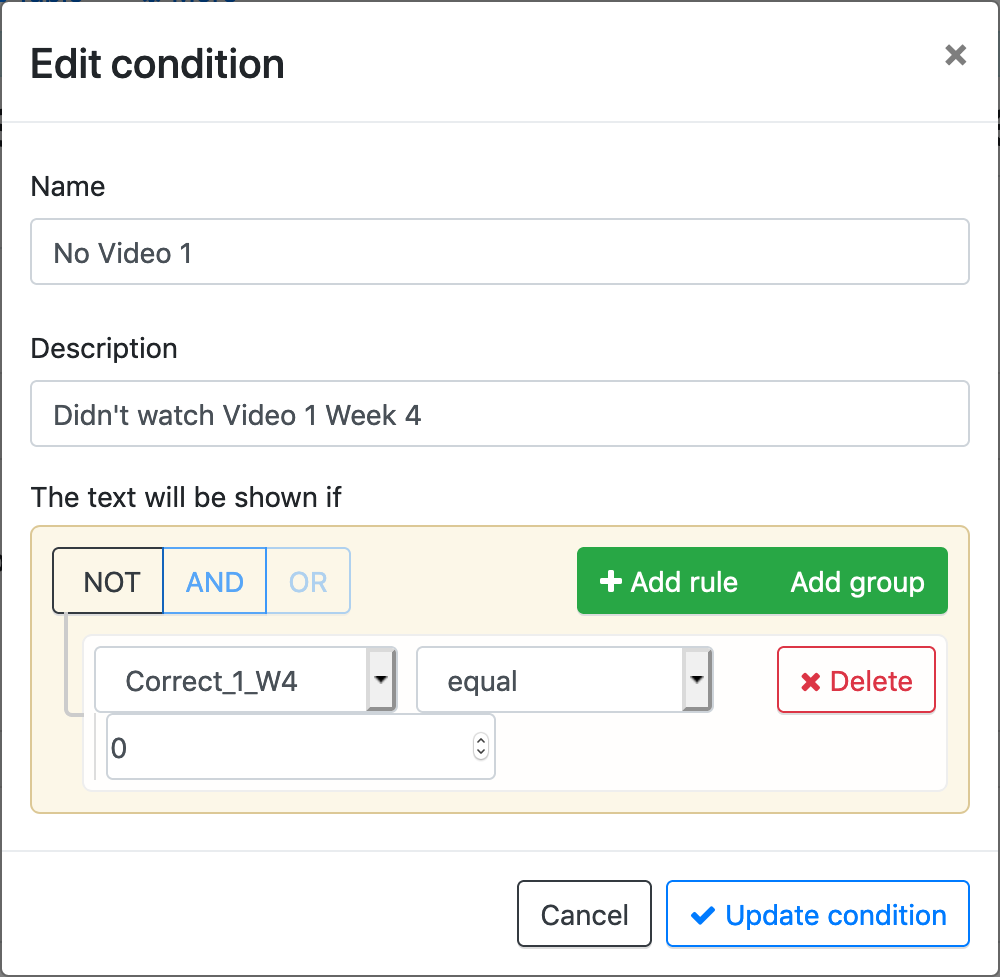 Edit condition
Name
No Video 1
Description
Didn't watch Video 1 Week 4
The text will be shown if
NOT AND OR Add rule Add group
Correct_1_W4 equal Delete
0
Cancel Update condition